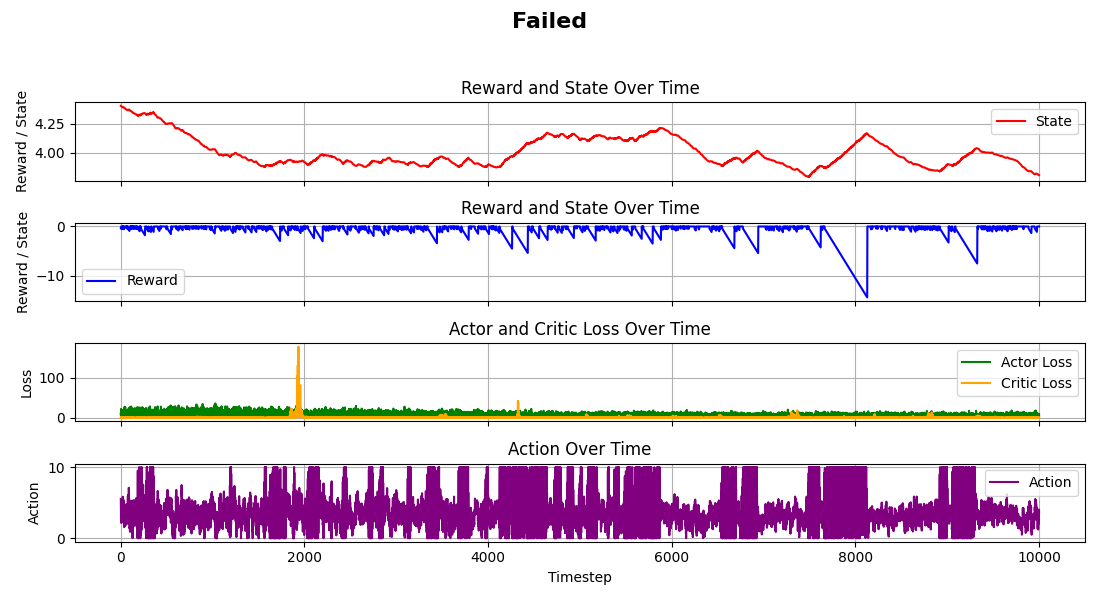 Failed
Reward and State Over Time
Reward / State
4.25
4.00
State
Reward and State Over Time
Reward / State
0
−10
Reward
Actor and Critic Loss Over Time
Loss
100
0
Actor Loss
Critic Loss
Action Over Time
Action
10
0
Action
0 2000 4000 6000 8000 10000
Timestep